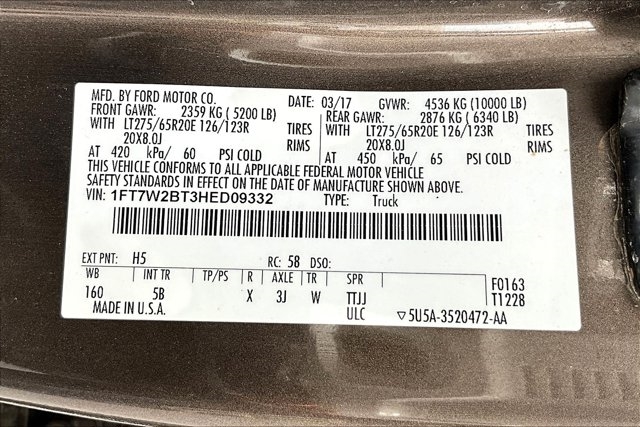 MFD. BY FORD MOTOR CO. DATE: 03/17 GVWR: 4536 KG (10000 LB)
FRONT GAWR: 2359 KG ( 5200 LB) REAR GAWR: 2876 KG ( 6340 LB)
WITH LT275/65R20E 126/123R TIRES WITH LT275/65R20E 126/123R TIRES
20X8.0J RIMS 20X8.0J RIMS
AT 420 kPa/ 60 PSI COLD AT 450 kPa/ 65 PSI COLD
THIS VEHICLE CONFORMS TO ALL APPLICABLE FEDERAL MOTOR VEHICLE
SAFETY STANDARDS IN EFFECT ON THE DATE OF MANUFACTURE SHOWN ABOVE.
VIN: 1FT7W2BT3HED09332 TYPE: Truck
EXT PNT: H5 RC: 58 DSO:
WB INT TR TP/PS R AXLE TR SPR F0163
160 5B X 3J W TTJJ T1228
MADE IN U.S.A. ULC ▽5U5A-3520472-AA